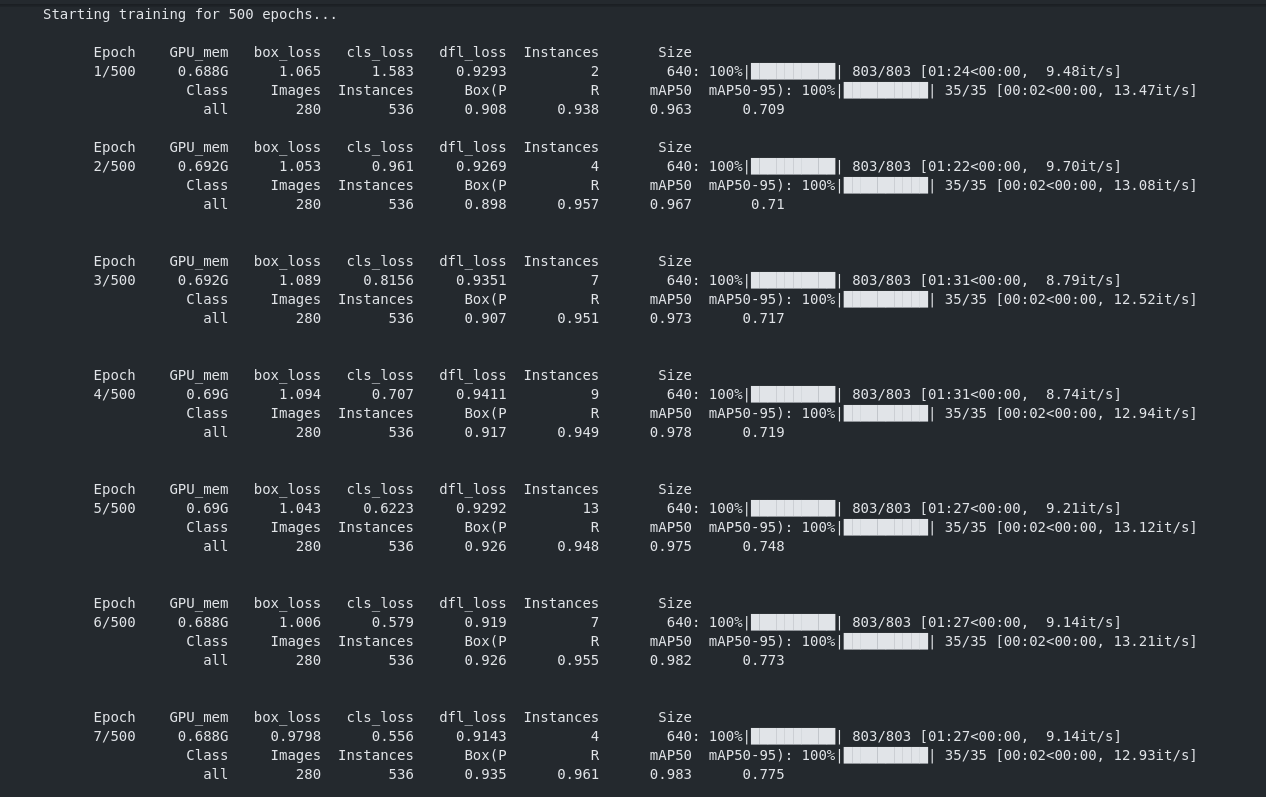 Starting training for 500 epochs...
Epoch GPU_mem box_loss cls_loss dfl_loss Instances Size
1/500 0.688G 1.065 1.583 0.9293 2 640: 100%|██████████| 803/803 [01:24<00:00, 9.48it/s]
Class Images Instances Box(P R mAP50 mAP50-95): 100%|██████████| 35/35 [00:02<00:00, 13.47it/s]
all 280 536 0.908 0.938 0.963 0.709
Epoch GPU_mem box_loss cls_loss dfl_loss Instances Size
2/500 0.692G 1.053 0.961 0.9269 4 640: 100%|██████████| 803/803 [01:22<00:00, 9.70it/s]
Class Images Instances Box(P R mAP50 mAP50-95): 100%|██████████| 35/35 [00:02<00:00, 13.08it/s]
all 280 536 0.898 0.957 0.967 0.71
Epoch GPU_mem box_loss cls_loss dfl_loss Instances Size
3/500 0.692G 1.089 0.8156 0.9351 7 640: 100%|██████████| 803/803 [01:31<00:00, 8.79it/s]
Class Images Instances Box(P R mAP50 mAP50-95): 100%|██████████| 35/35 [00:02<00:00, 12.52it/s]
all 280 536 0.907 0.951 0.973 0.717
Epoch GPU_mem box_loss cls_loss dfl_loss Instances Size
4/500 0.69G 1.094 0.707 0.9411 9 640: 100%|██████████| 803/803 [01:31<00:00, 8.74it/s]
Class Images Instances Box(P R mAP50 mAP50-95): 100%|██████████| 35/35 [00:02<00:00, 12.94it/s]
all 280 536 0.917 0.949 0.978 0.719
Epoch GPU_mem box_loss cls_loss dfl_loss Instances Size
5/500 0.69G 1.043 0.6223 0.9292 13 640: 100%|██████████| 803/803 [01:27<00:00, 9.21it/s]
Class Images Instances Box(P R mAP50 mAP50-95): 100%|██████████| 35/35 [00:02<00:00, 13.12it/s]
all 280 536 0.926 0.948 0.975 0.748
Epoch GPU_mem box_loss cls_loss dfl_loss Instances Size
6/500 0.688G 1.006 0.579 0.919 7 640: 100%|██████████| 803/803 [01:27<00:00, 9.14it/s]
Class Images Instances Box(P R mAP50 mAP50-95): 100%|██████████| 35/35 [00:02<00:00, 13.21it/s]
all 280 536 0.926 0.955 0.982 0.773
Epoch GPU_mem box_loss cls_loss dfl_loss Instances Size
7/500 0.688G 0.9798 0.556 0.9143 4 640: 100%|██████████| 803/803 [01:27<00:00, 9.14it/s]
Class Images Instances Box(P R mAP50 mAP50-95): 100%|██████████| 35/35 [00:02<00:00, 12.93it/s]
all 280 536 0.935 0.961 0.983 0.775